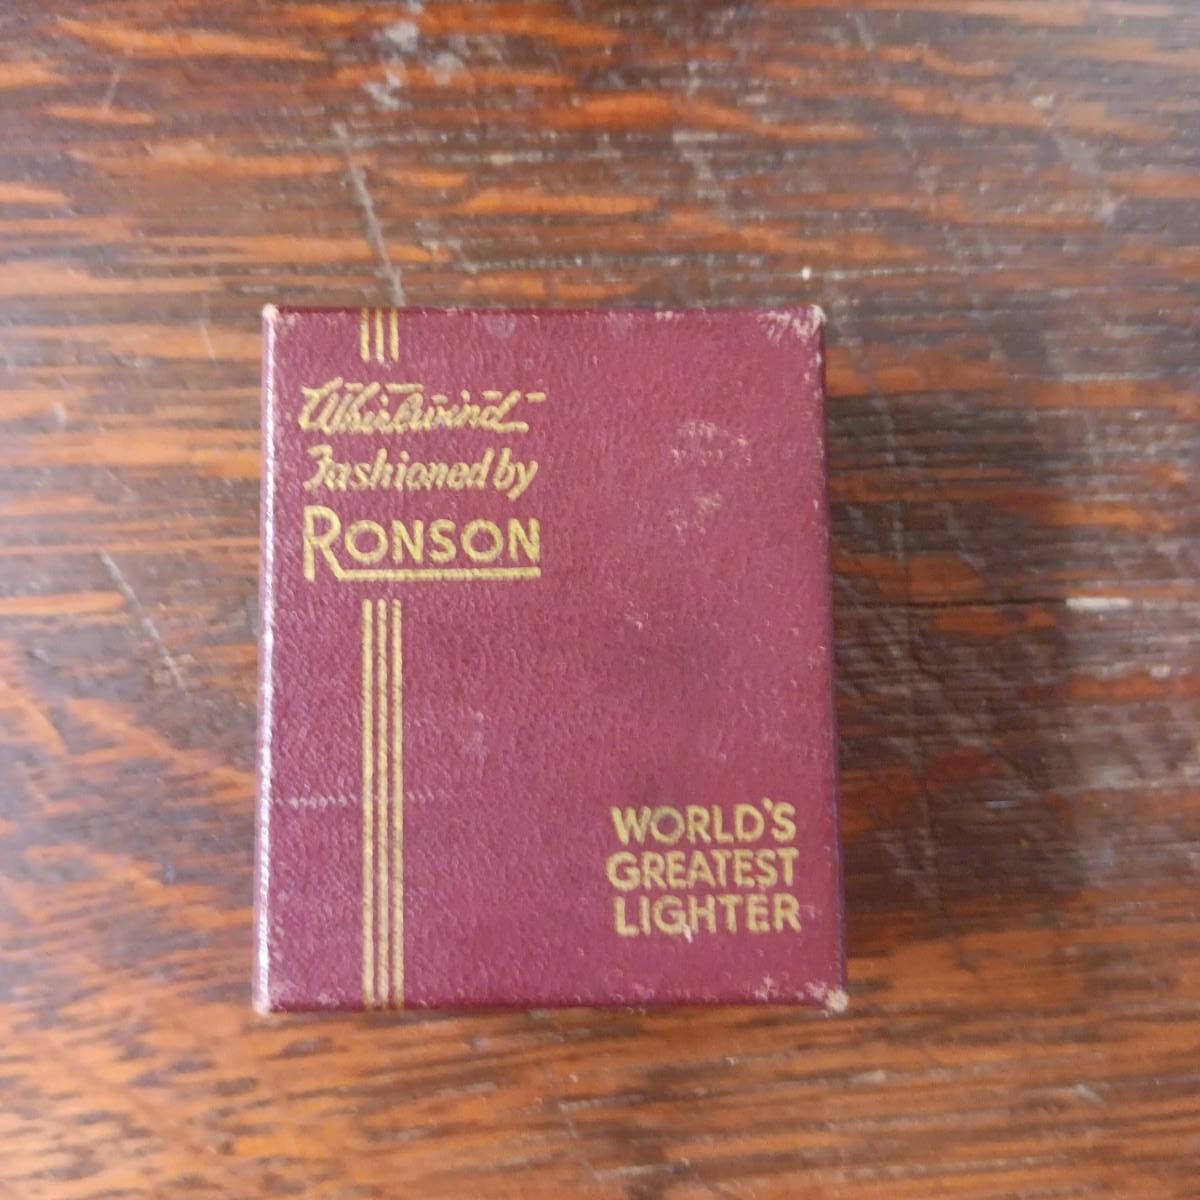 Whirlwind
Fashioned by
RONSON
WORLD'S
GREATEST
LIGHTER